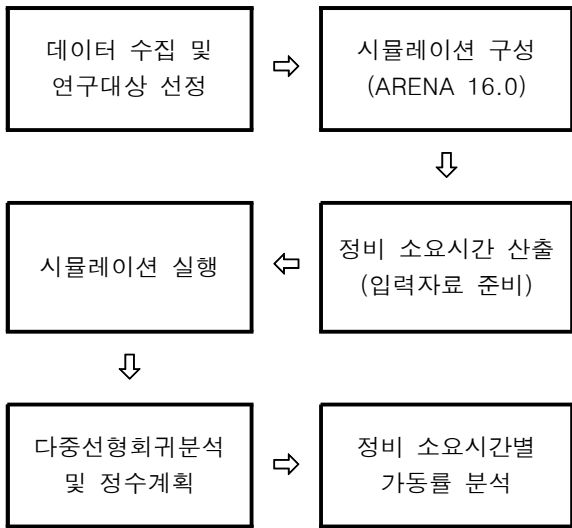 데이터 수집 및
연구대상 선정
시뮬레이션 구성
(ARENA 16.0)
정비 소요시간 산출
(입력자료 준비)
시뮬레이션 실행
다중선형회귀분석
및 정수계획
정비 소요시간별
가동률 분석